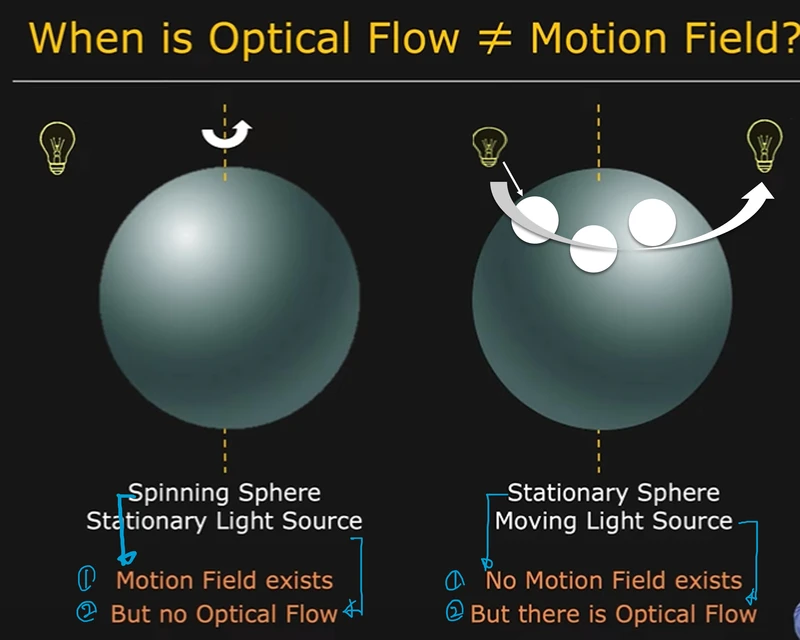 When is Optical Flow ≠ Motion Field?
Spinning Sphere
Stationary Light Source
① Motion Field exists
② But no Optical Flow
Stationary Sphere
Moving Light Source
① No Motion Field exists
② But there is Optical Flow